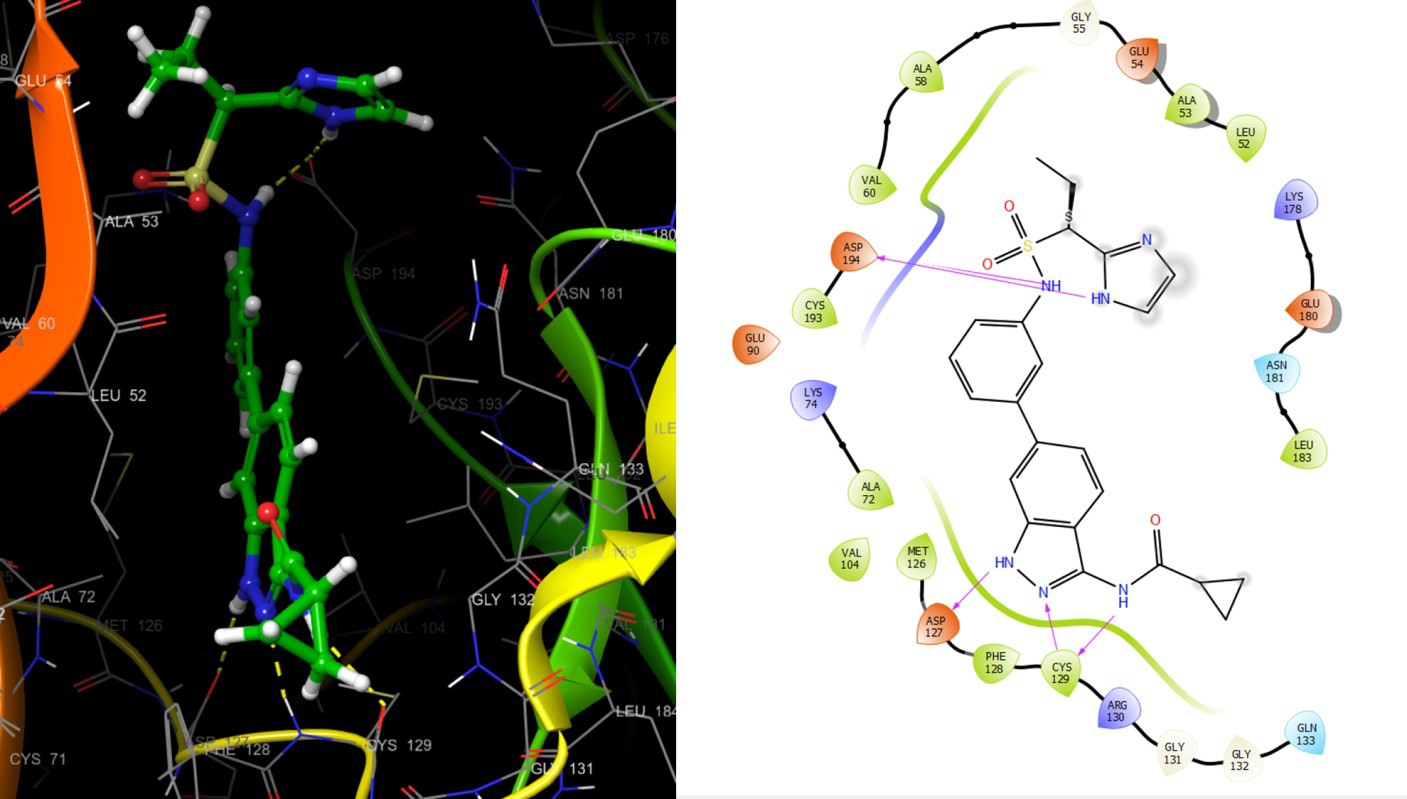 ASP 176
8
GLU 54
ALA 53
GLU 180
ASP 194
ASN 181
VAL 60
74
LEU 52
CYS 193
ILE
GLN 133
LEU 183
ALA 72
GLY 132
MET 126
VAL 104
LEU 184
PHE 128
CYS 129
CYS 71
GLY 131
GLY
55
GLU
54
ALA
58
ALA
53
LEU
52
VAL
60
LYS
178
O
S
N
S
ASP
194
O
NH
HN
CYS
193
GLU
180
GLU
90
ASN
181
LYS
74
LEU
183
ALA
72
O
VAL
104
MET
126
HN
N
N
H
ASP
127
PHE
128
CYS
129
ARG
130
GLY
131
GLY
132
GLN
133